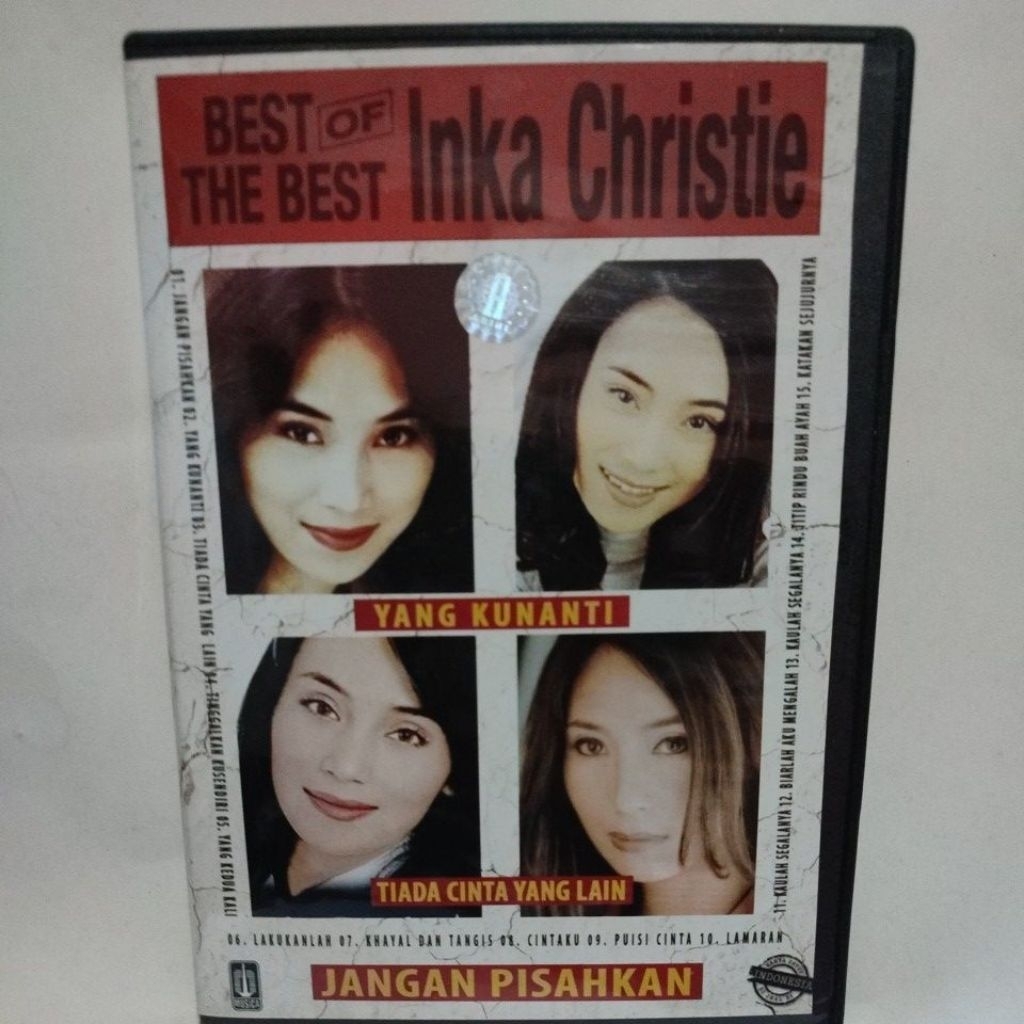 BEST OF
THE BEST
Inka Christie
01. JANGAN PISAHKAN 02. YANG KUNANTI 03. TIADA CINTA YANG LAIN 04. TINGGALKAN KUSENDIRI 05. YANG KEDUA KALI
YANG KUNANTI
TIADA CINTA YANG LAIN
06. LAKUKANLAH 07. KHAYAL DAN TANGIS 08. CINTAKU 09. PUISI CINTA 10. LAMARAN
11. KAULAH SEGALANYA 12. BIARLAH AKU MENGALAH 13. KAULAH SEGALANYA 14. TITIP RINDU BUAH AYAH 15. KATAKAN SEJUJURNYA
JANGAN PISAHKAN
MUSICA
INDONESIA